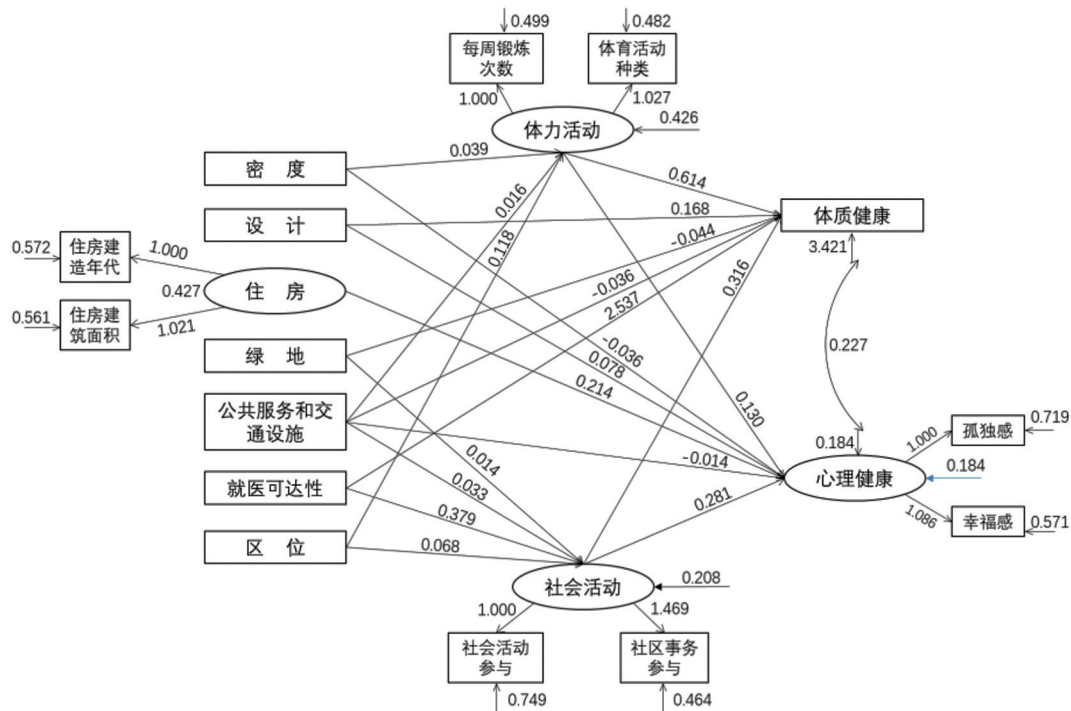 0.499
0.482
每周锻炼
次数
体育活动
种类
1.000
1.027
体力活动
0.426
密 度
0.039
0.614
设 计
0.016
0.168
体质健康
0.118
-0.044
3.421
0.572
住房建
造年代
1.000
0.427
住 房
-0.036
0.316
2.537
0.561
住房建
筑面积
1.021
0.227
绿 地
-0.036
0.078
0.214
公共服务和交
通设施
0.130
0.719
孤独感
1.000
0.184
0.014
-0.014
心理健康
0.184
就医可达性
0.033
0.281
0.379
1.086
幸福感
0.571
区 位
0.068
社会活动
0.208
1.000
1.469
社会活动
参与
社区事务
参与
0.749
0.464